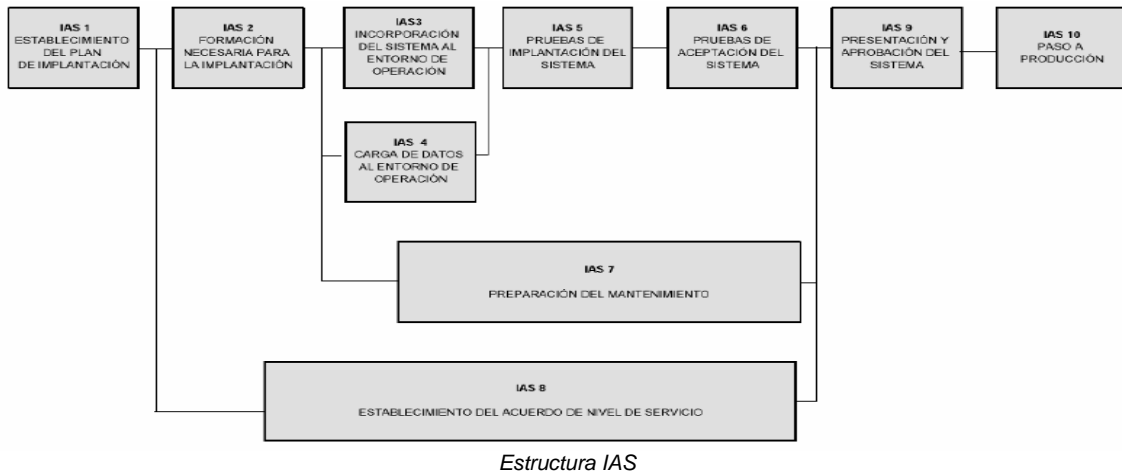 IAS 1
ESTABLECIMIENTO
DEL PLAN
DE IMPLANTACIÓN
IAS 2
FORMACIÓN
NECESARIA PARA
LA IMPLANTACIÓN
IAS3
INCORPORACIÓN
DEL SISTEMA AL
ENTORNO DE
OPERACIÓN
IAS 4
CARGA DE DATOS
AL ENTORNO DE
OPERACIÓN
IAS 5
PRUEBAS DE
IMPLANTACIÓN DEL
SISTEMA
IAS 6
PRUEBAS DE
ACEPTACIÓN DEL
SISTEMA
IAS 9
PRESENTACIÓN Y
APROBACIÓN DEL
SISTEMA
IAS 10
PASO A
PRODUCCIÓN
IAS 7
PREPARACIÓN DEL MANTENIMIENTO
IAS 8
ESTABLECIMIENTO DEL ACUERDO DE NIVEL DE SERVICIO
Estructura IAS